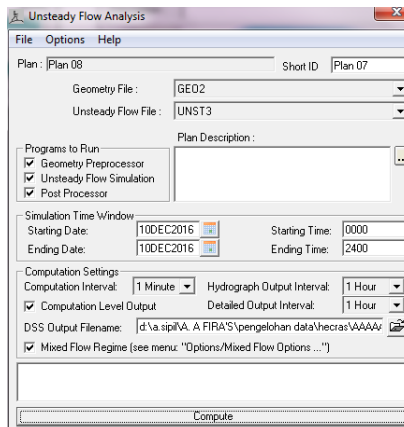 Unsteady Flow Analysis
File Options Help
Plan : Plan 08 Short ID Plan 07
Geometry File : GEO2
Unsteady Flow File : UNST3
Plan Description :
Programs to Run
Geometry Preprocessor
Unsteady Flow Simulation
Post Processor
...
Simulation Time Window
Starting Date: 10DEC2016 Starting Time: 0000
Ending Date: 10DEC2016 Ending Time: 2400
Computation Settings
Computation Interval: 1 Minute Hydrograph Output Interval: 1 Hour
Computation Level Output Detailed Output Interval: 1 Hour
DSS Output Filename: d:\a.sipil\A. A FIRA'S\pengelohan data\hecras\AAAA
Mixed Flow Regime (see menu: "Options/Mixed Flow Options ...")
Compute